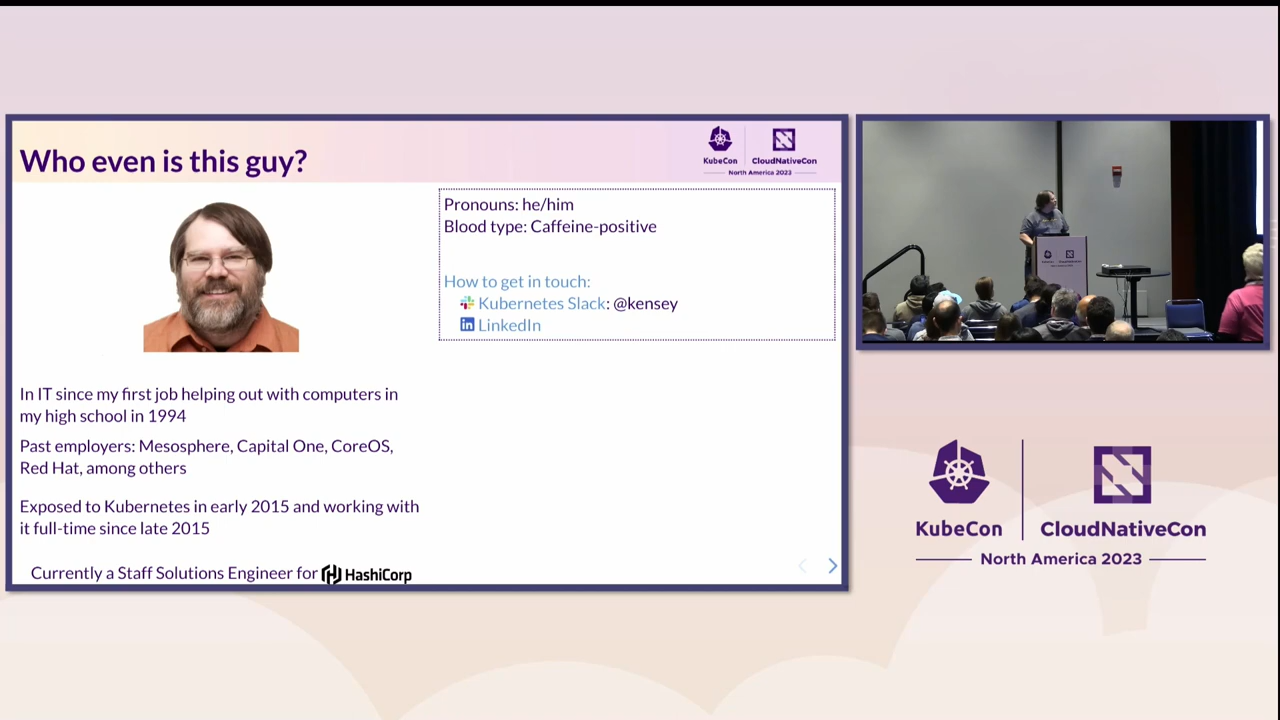 Who even is this guy?
KubeCon
CloudNativeCon
North America 2023
Pronouns: he/him
Blood type: Caffeine-positive
How to get in touch:
Kubernetes Slack: @kensey
LinkedIn
In IT since my first job helping out with computers in
my high school in 1994
Past employers: Mesosphere, Capital One, CoreOS,
Red Hat, among others
Exposed to Kubernetes in early 2015 and working with
it full-time since late 2015
Currently a Staff Solutions Engineer for HashiCorp
KubeCon
CloudNativeCon
North America 2023